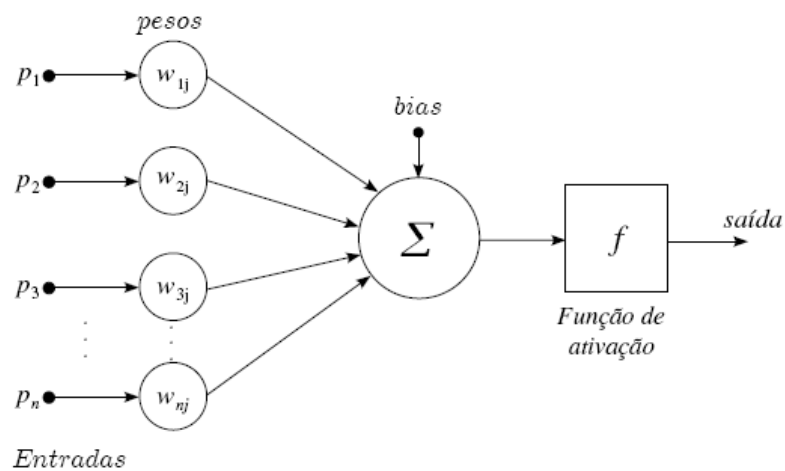 pesos
p₁
w₁ⱼ
bias
p₂
w₂ⱼ
Σ
f
saída
p₃
w₃ⱼ
Função de
ativação
pₙ
wₙⱼ
Entradas